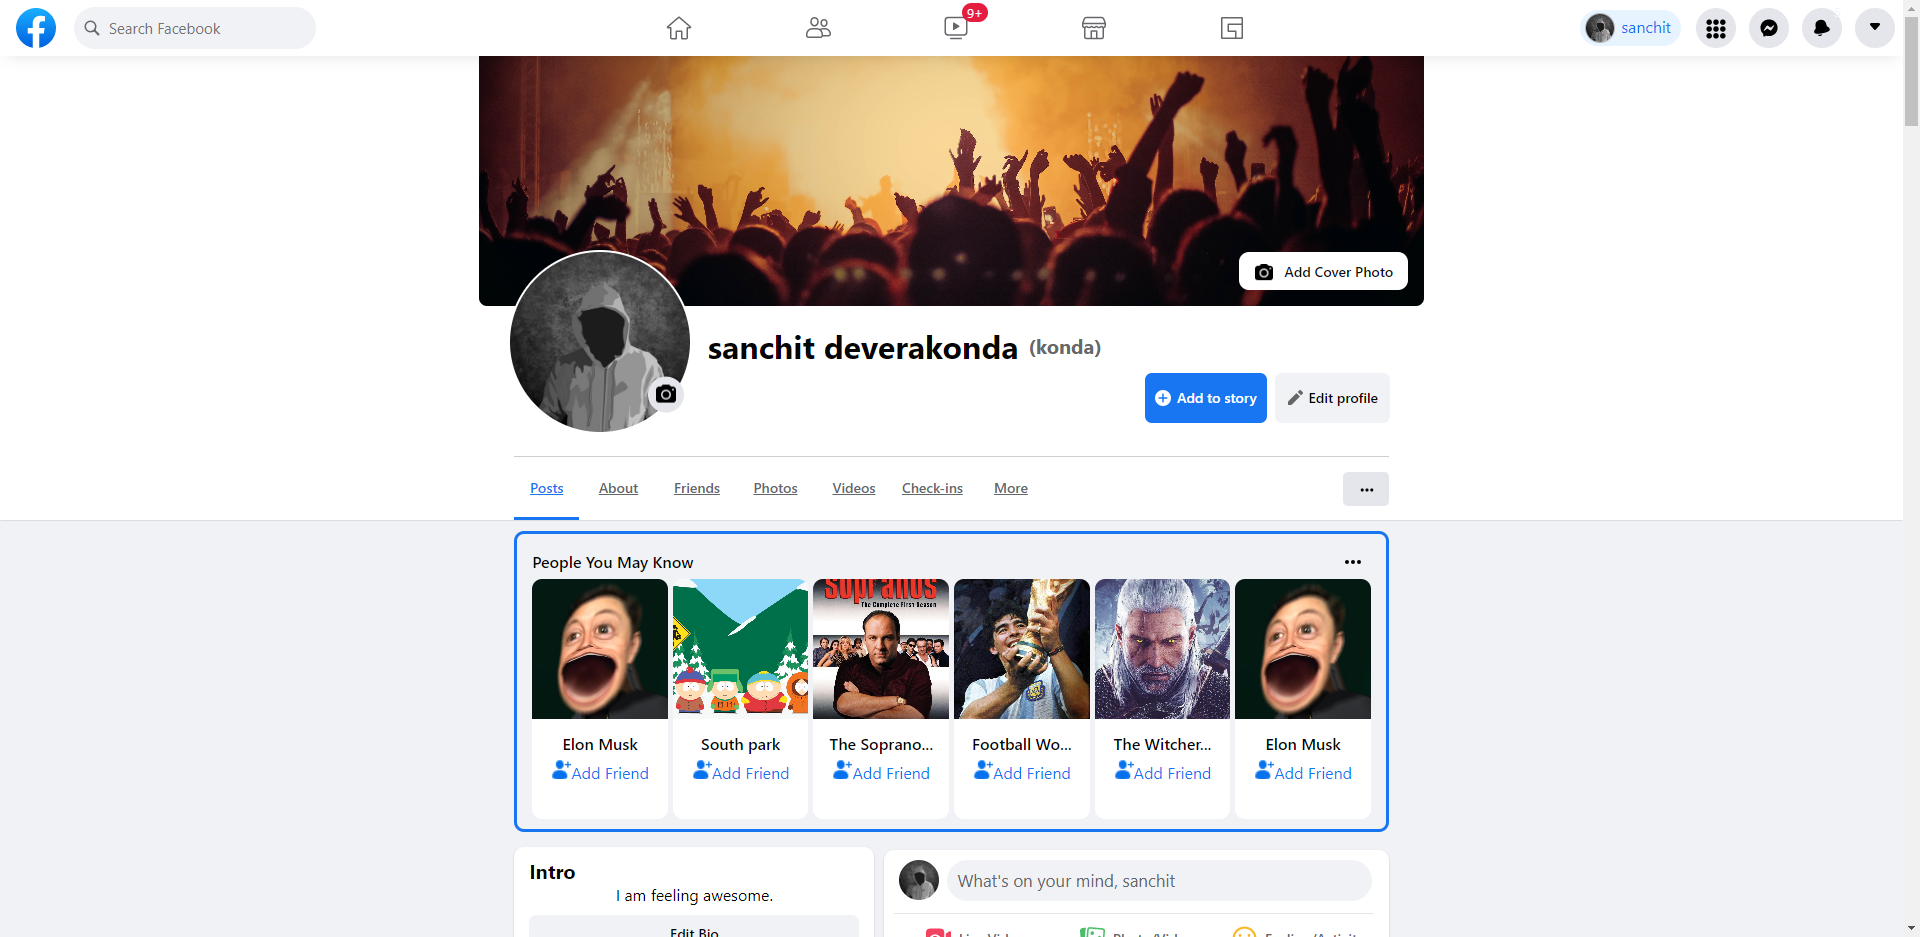 Search Facebook
9+
sanchit
Add Cover Photo
sanchit deverakonda (konda)
Add to story
Edit profile
Posts
About
Friends
Photos
Videos
Check-ins
More
People You May Know
Sopranos
The Complete First Season
Elon Musk
South park
The Soprano...
Football Wo...
The Witcher...
Elon Musk
Add Friend
Add Friend
Add Friend
Add Friend
Add Friend
Add Friend
Intro
I am feeling awesome.
Edit Bio
What's on your mind, sanchit